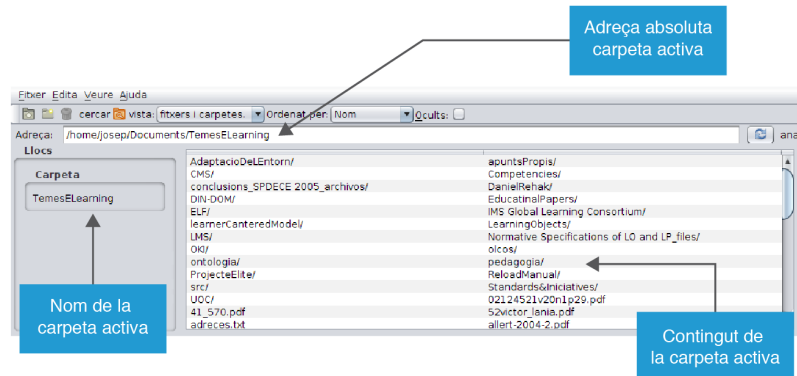 Adreça absoluta
carpeta activa
Fitxer Edita Veure Ajuda
cercar vista: fitxers i carpetes. Ordenat per: Nom Oculte:
Adreça: /home/josep/Documents/TemesELearning ana
Llocs
Carpeta
TemesELearning
AdaptacioDeLEntorn/ apuntsPropis/
CMS/ Competencies/
conclusions_SPDECE 2005_archivos/ DanielRehak/
DIN-DOM/ EducatinalPapers/
ELF/ IMS Global Learning Consortium/
learnerCanteredModel/ LearningObjects/
LMS/ Normative Specifications of LO and LP_files/
OKI/ olcos/
ontologia/ pedagogia/
ProjecteElite/ ReloadManual/
src/ Standards&Iniciatives/
UOC/ 02124521v20n1p29.pdf
41_570.pdf 52victor_lania.pdf
adreces.txt allert-2004-2.pdf
Nom de la
carpeta activa
Contingut de
la carpeta activa